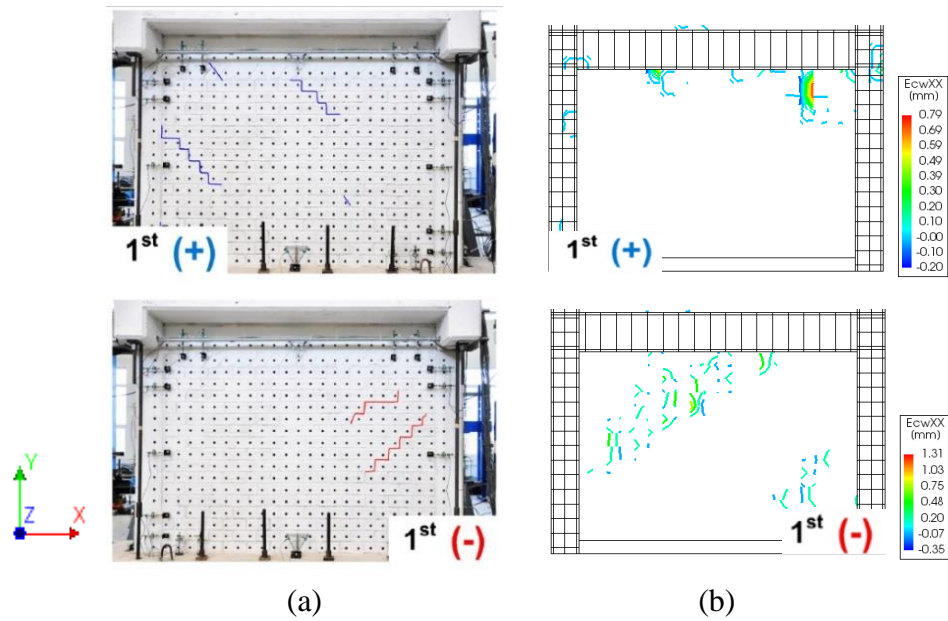 EcwXX
(mm)
0.79
0.69
0.59
0.49
0.39
0.30
0.20
0.10
-0.00
-0.10
-0.20
1st (+)
1st (+)
EcwXX
(mm)
1.31
1.03
0.75
0.48
0.20
-0.07
-0.35
Y
Z
X
1st (-)
1st (-)
(a)
(b)